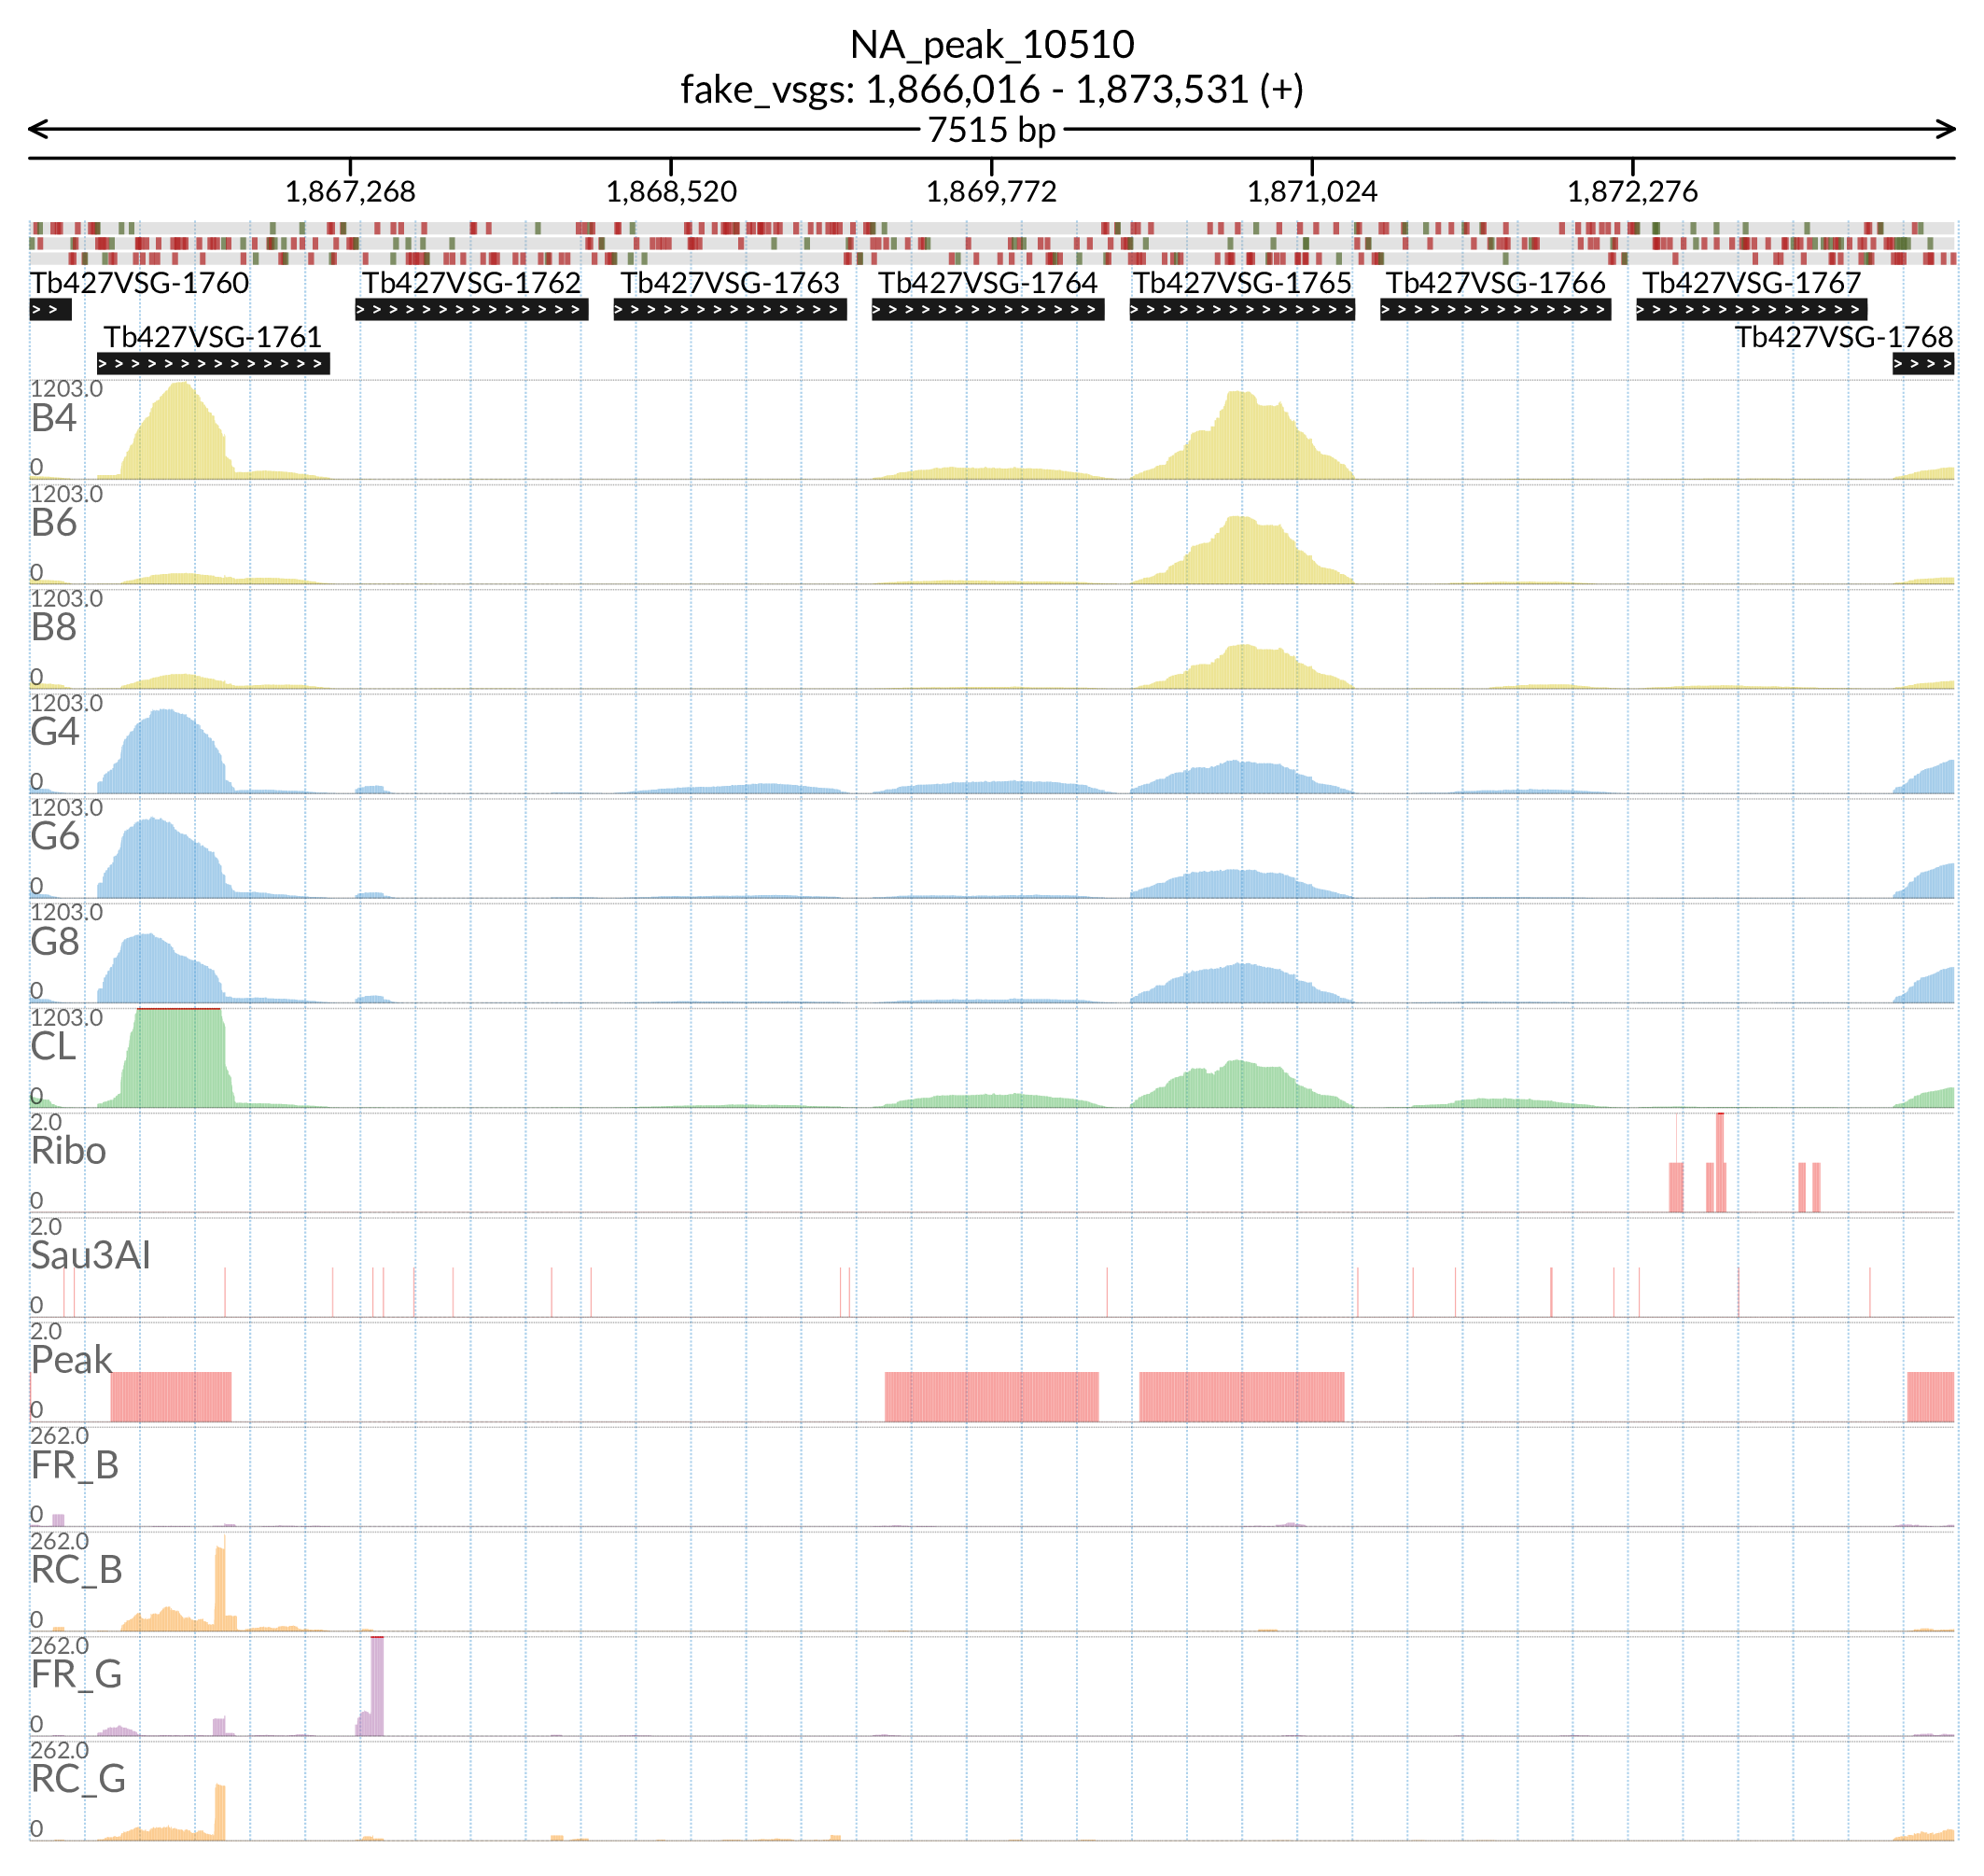 NA_peak_10510
fake_vsgs: 1,866,016 - 1,873,531 (+)
7515 bp
1,867,268 1,868,520 1,869,772 1,871,024 1,872,276
Tb427VSG-1760 Tb427VSG-1762 Tb427VSG-1763 Tb427VSG-1764 Tb427VSG-1765 Tb427VSG-1766 Tb427VSG-1767
Tb427VSG-1761 Tb427VSG-1768
1203.0
B4
0
1203.0
B6
0
1203.0
B8
0
1203.0
G4
0
1203.0
G6
0
1203.0
G8
0
1203.0
CL
0
2.0
Ribo
0
2.0
Sau3AI
0
2.0
Peak
0
262.0
FR_B
0
262.0
RC_B
0
262.0
FR_G
0
262.0
RC_G
0